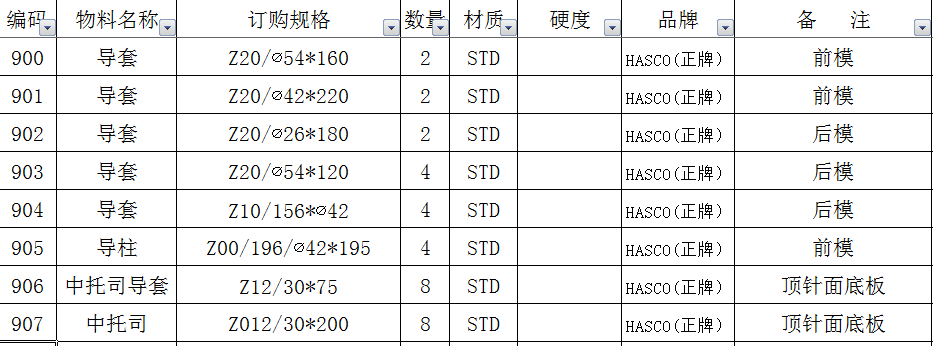 编码 物料名称 订购规格 数量 材质 硬度 品牌 备 注
900 导套 Z20/⌀54*160 2 STD HASCO(正牌) 前模
901 导套 Z20/⌀42*220 2 STD HASCO(正牌) 前模
902 导套 Z20/⌀26*180 2 STD HASCO(正牌) 后模
903 导套 Z20/⌀54*120 4 STD HASCO(正牌) 后模
904 导套 Z10/156*⌀42 4 STD HASCO(正牌) 后模
905 导柱 Z00/196/⌀42*195 4 STD HASCO(正牌) 前模
906 中托司导套 Z12/30*75 8 STD HASCO(正牌) 顶针面底板
907 中托司 Z012/30*200 8 STD HASCO(正牌) 顶针面底板